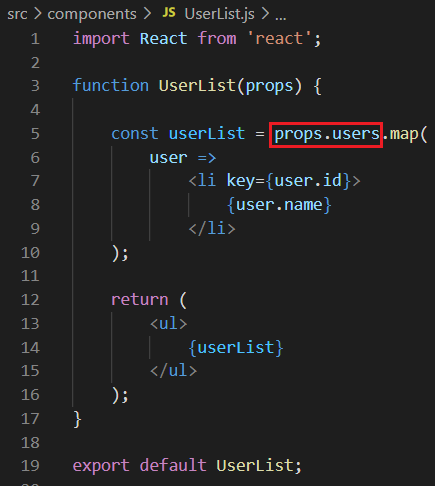 src > components > JS UserList.js > ...
1 import React from 'react';
2
3 function UserList(props) {
4
5     const userList = props.users.map(
6         user =>
7             <li key={user.id}>
8                 {user.name}
9             </li>
10     );
11
12     return (
13         <ul>
14             {userList}
15         </ul>
16     );
17 }
18
19 export default UserList;